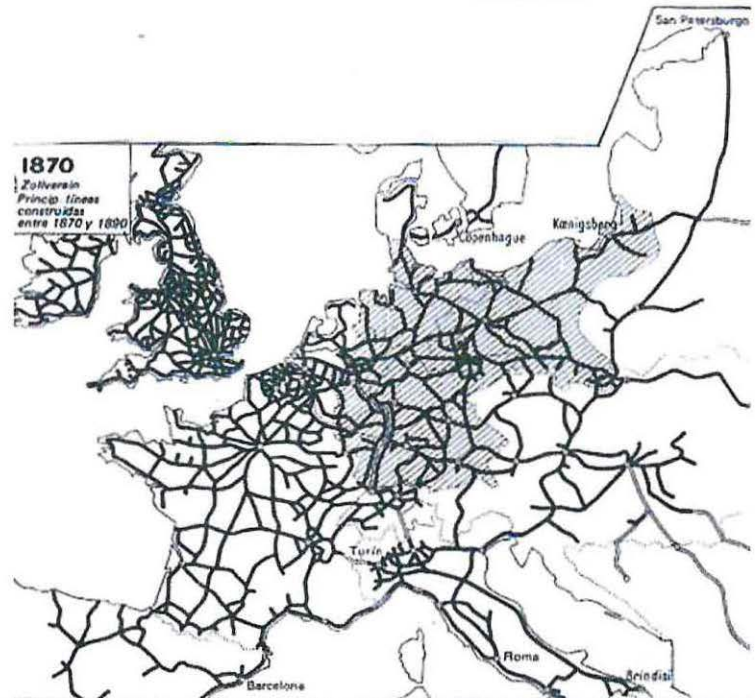 San Petersburgo
1870
Zollverein
Princip líneas
construidas
entre 1870 y 1890
Kœnigsberg
Copenhague
Turín
Roma
Brindisi
Barcelona